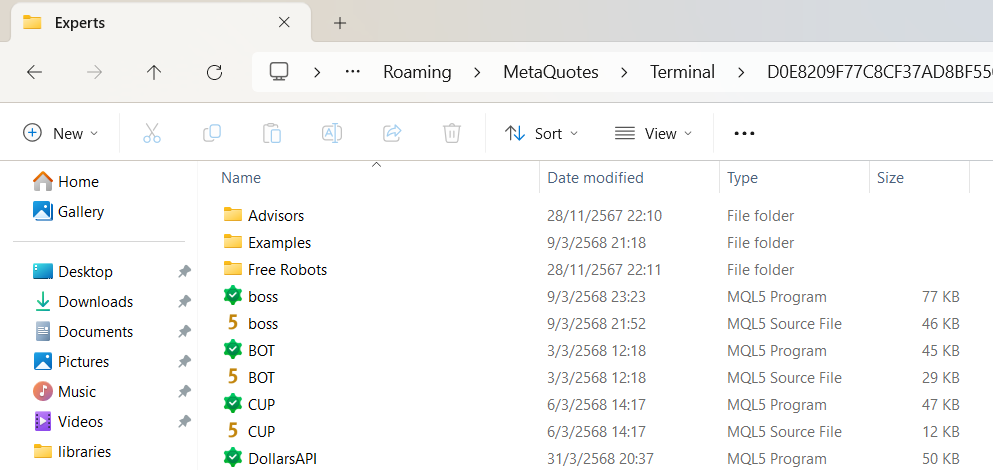 Experts
Roaming > MetaQuotes > Terminal > D0E8209F77C8CF37AD8BF550
New
Sort
View
Home
Gallery
Desktop
Downloads
Documents
Pictures
Music
Videos
libraries
Name Date modified Type Size
Advisors 28/11/2567 22:10 File folder
Examples 9/3/2568 21:18 File folder
Free Robots 28/11/2567 22:11 File folder
boss 9/3/2568 23:23 MQL5 Program 77 KB
5 boss 9/3/2568 21:52 MQL5 Source File 46 KB
BOT 3/3/2568 12:18 MQL5 Program 45 KB
5 BOT 3/3/2568 12:18 MQL5 Source File 29 KB
CUP 6/3/2568 14:17 MQL5 Program 47 KB
5 CUP 6/3/2568 14:17 MQL5 Source File 12 KB
DollarsAPI 31/3/2568 20:37 MQL5 Program 50 KB